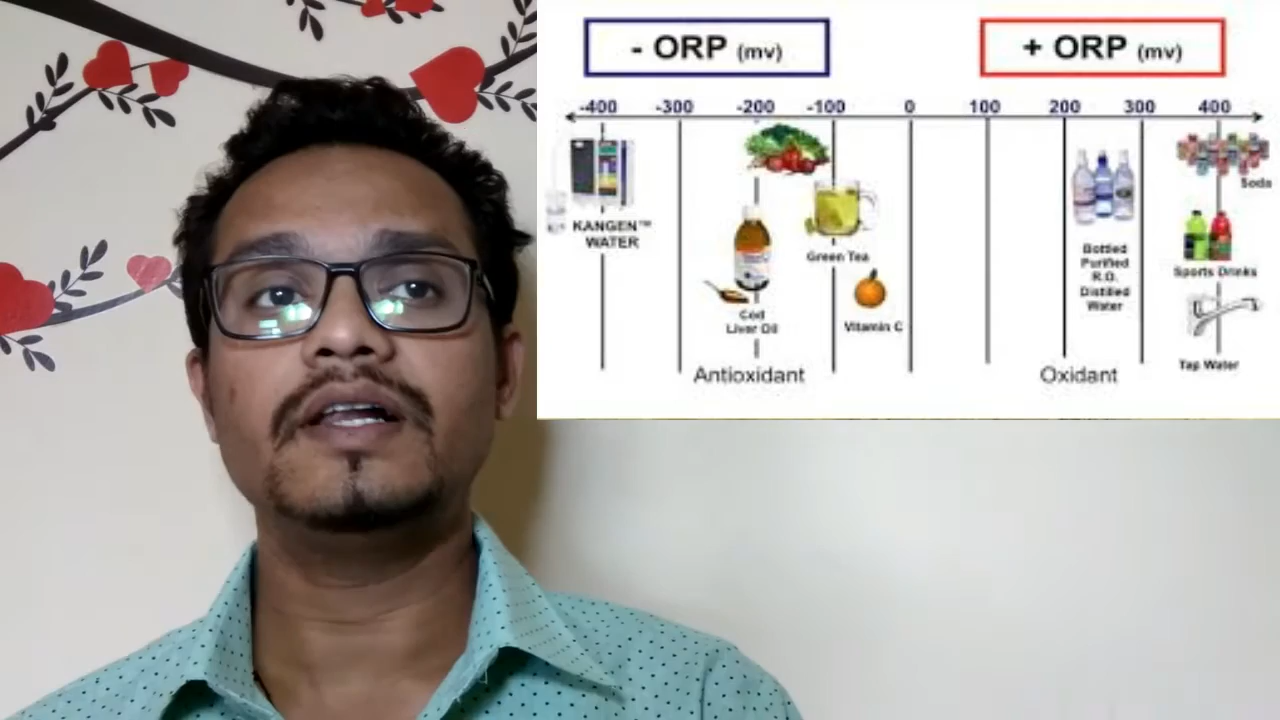 - ORP (mv)
+ ORP (mv)
-400 -300 -200 -100 0 100 200 300 400
KANGEN™
WATER
Cod
Liver Oil
Green Tea
Vitamin C
Bottled
Purified
R.O.
Distilled
Water
Soda
Sports Drinks
Tap Water
Antioxidant
Oxidant